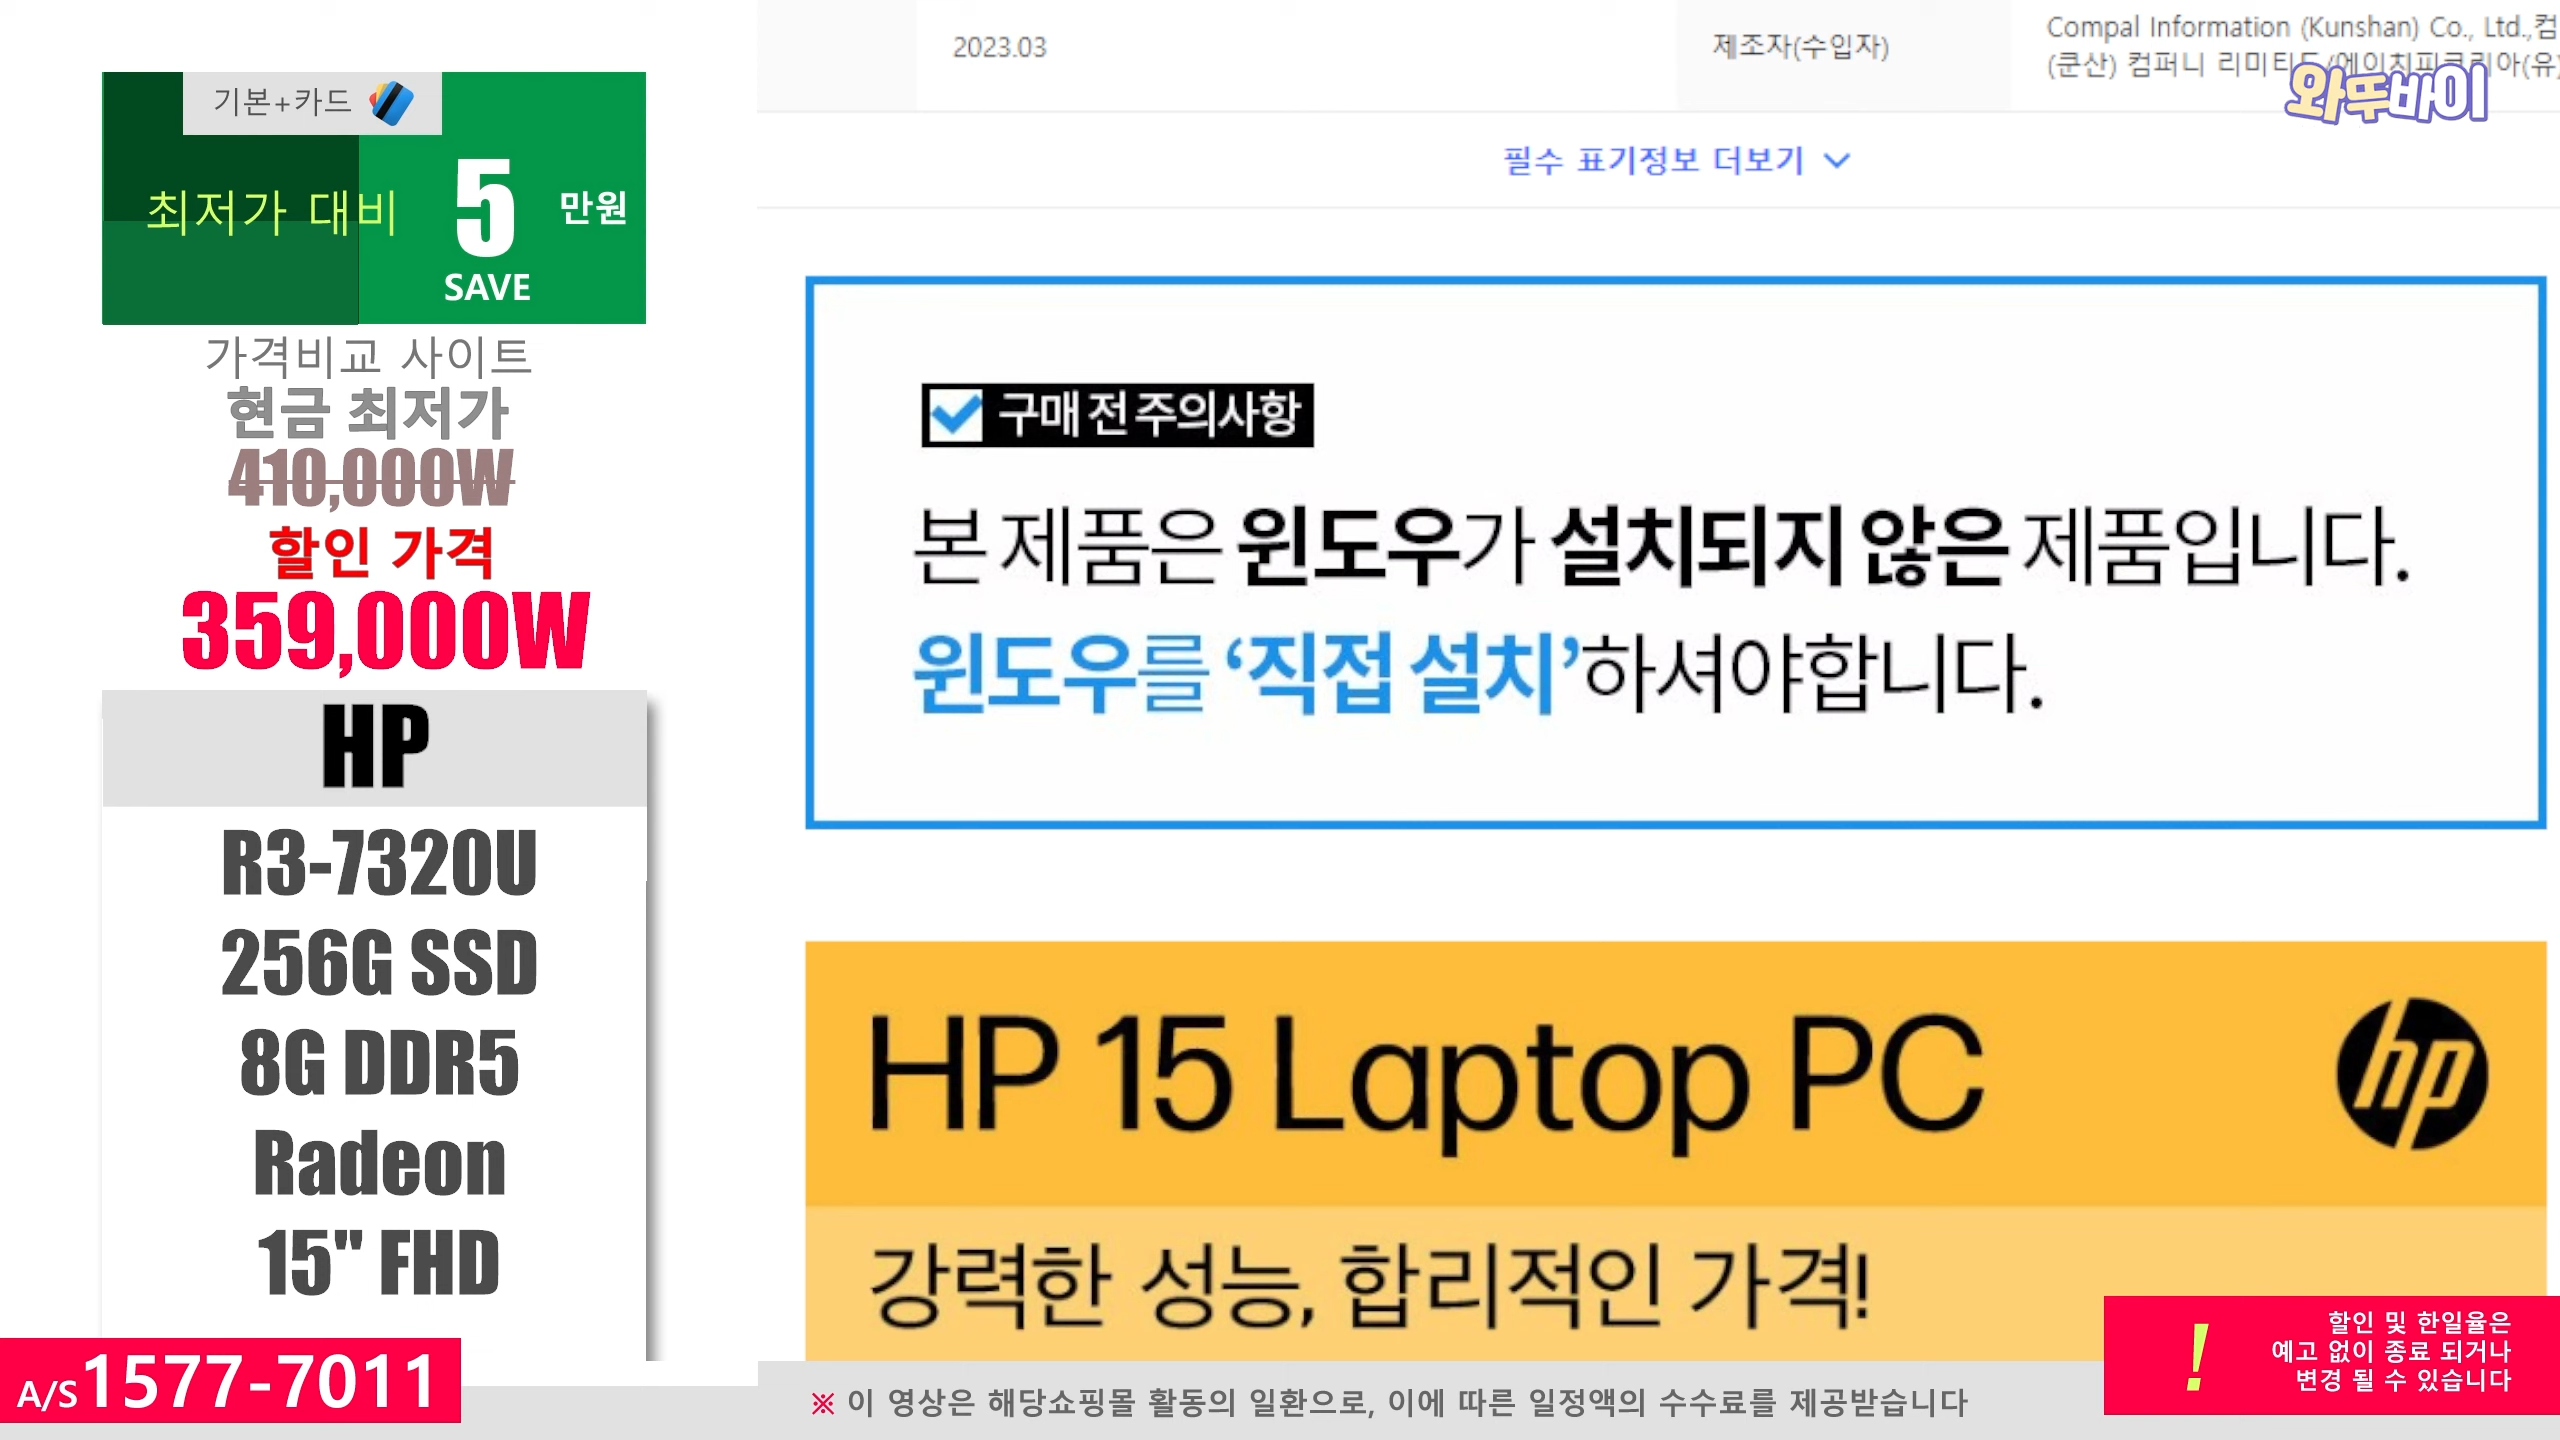 기본+카드
최저가 대비 5 만원
SAVE
가격비교 사이트
현금 최저가
410,000W
할인 가격
359,000W
HP
R3-7320U
256G SSD
8G DDR5
Radeon
15" FHD
A/S 1577-7011
2023.03
제조자(수입자)
Compal Information (Kunshan) Co., Ltd.,컴
(쿤산) 컴퍼니 리미티드/에이치피코리아(유)
와뚜바이
필수 표기정보 더보기
구매 전 주의사항
본 제품은 윈도우가 설치되지 않은 제품입니다.
윈도우를 ‘직접 설치’하셔야합니다.
HP 15 Laptop PC
hp
강력한 성능, 합리적인 가격!
※ 이 영상은 해당쇼핑몰 활동의 일환으로, 이에 따른 일정액의 수수료를 제공받습니다
!
할인 및 한일율은
예고 없이 종료 되거나
변경 될 수 있습니다